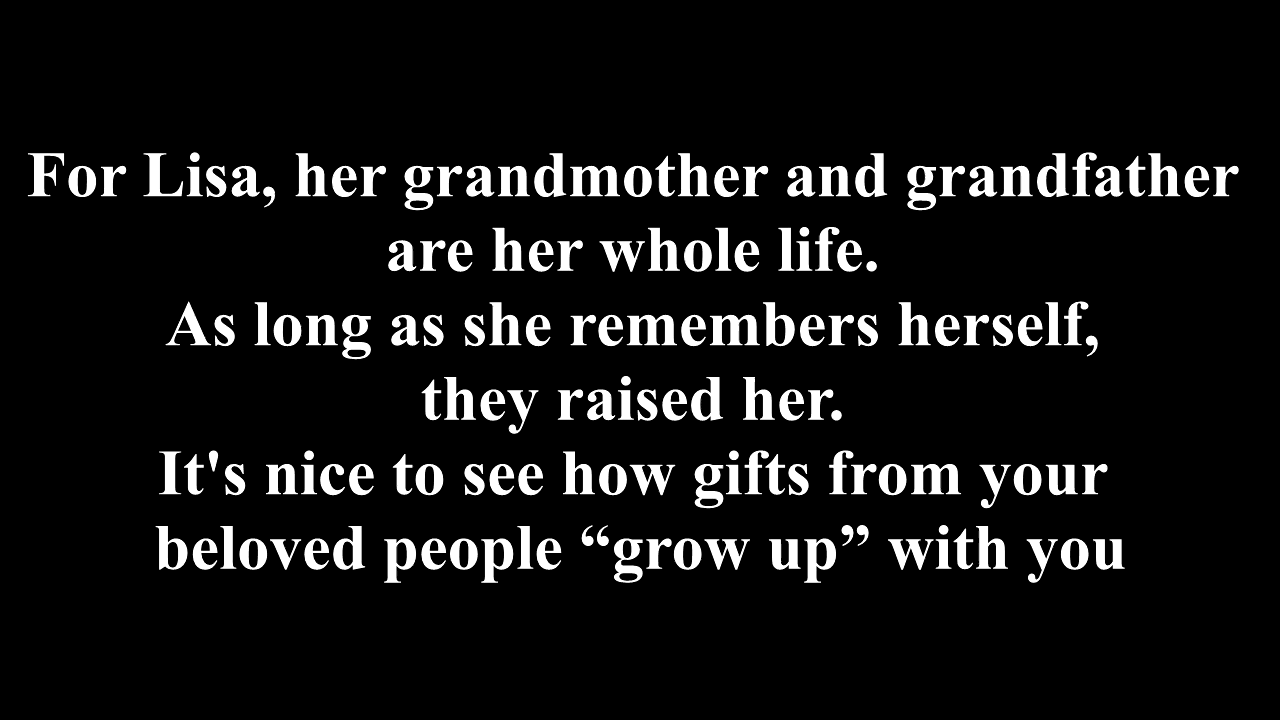 For Lisa, her grandmother and grandfather
are her whole life.
As long as she remembers herself,
they raised her.
It's nice to see how gifts from your
beloved people “grow up” with you